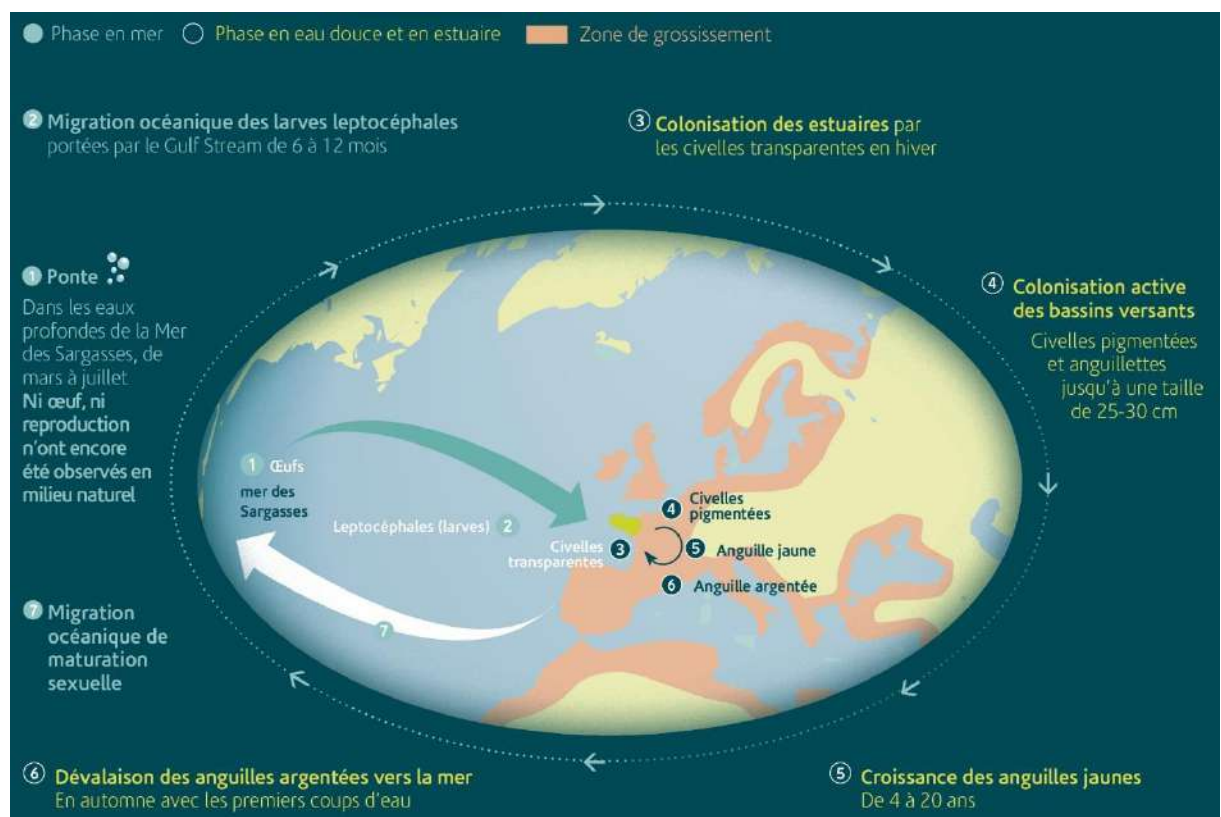 Phase en mer Phase en eau douce et en estuaire Zone de grossissement
2 Migration océanique des larves leptocéphales
portées par le Gulf Stream de 6 à 12 mois
3 Colonisation des estuaires par
les civelles transparentes en hiver
1 Ponte
Dans les eaux
profondes de la Mer
des Sargasses, de
mars à juillet
Ni œuf, ni
reproduction
n'ont encore
été observés en
milieu naturel
4 Colonisation active
des bassins versants
Civelles pigmentées
et anguillettes
jusqu'à une taille
de 25-30 cm
1 Œufs
mer des
Sargasses
Leptocéphales (larves) 2
Civelles
transparentes 3
4 Civelles
pigmentées
5 Anguille jaune
6 Anguille argentée
7
7 Migration
océanique de
maturation
sexuelle
6 Dévalaison des anguilles argentées vers la mer
En automne avec les premiers coups d'eau
5 Croissance des anguilles jaunes
De 4 à 20 ans